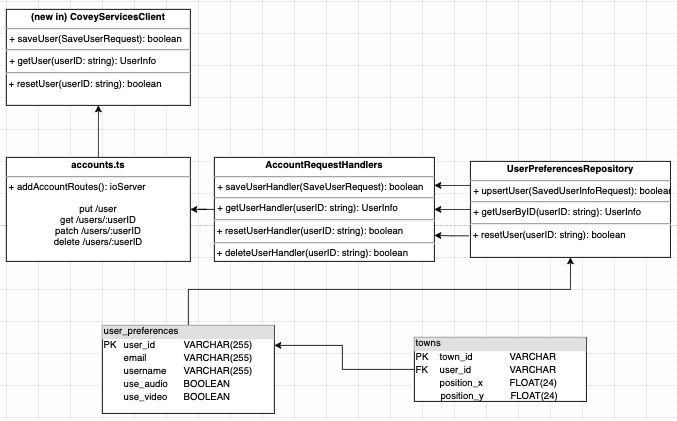 (new in) CoveyServicesClient
+ saveUser(SaveUserRequest): boolean
+ getUser(userID: string): UserInfo
+ resetUser(userID: string): boolean
accounts.ts
+ addAccountRoutes(): ioServer
put /user
get /users/:userID
patch /users/:userID
delete /users/:userID
AccountRequestHandlers
+ saveUserHandler(SaveUserRequest): boolean
+ getUserHandler(userID: string): UserInfo
+ resetUserHandler(userID: string): boolean
+ deleteUserHandler(userID: string): boolean
UserPreferencesRepository
+ upsertUser(SavedUserInfoRequest): boolean
+ getUserByID(userID: string): UserInfo
+ resetUser(userID: string): boolean
user_preferences
PK user_id VARCHAR(255)
email VARCHAR(255)
username VARCHAR(255)
use_audio BOOLEAN
use_video BOOLEAN
towns
PK town_id VARCHAR
FK user_id VARCHAR
position_x FLOAT(24)
position_y FLOAT(24)